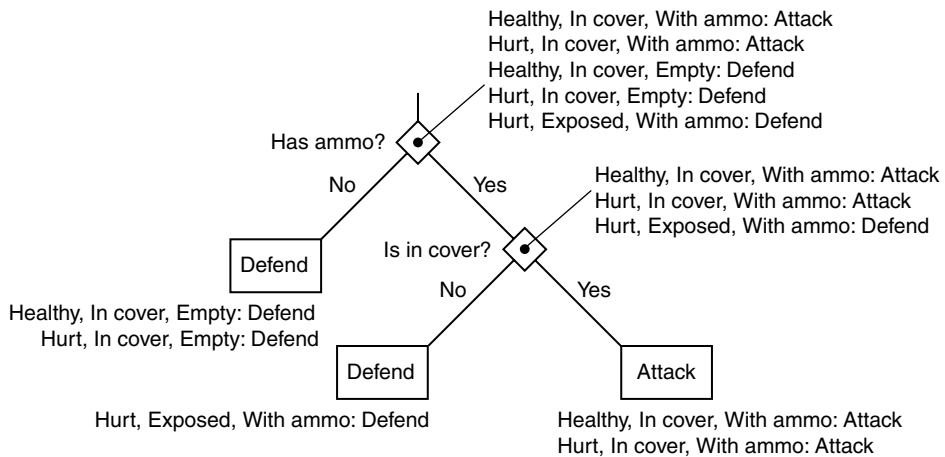 Healthy, In cover, With ammo: Attack
Hurt, In cover, With ammo: Attack
Healthy, In cover, Empty: Defend
Hurt, In cover, Empty: Defend
Hurt, Exposed, With ammo: Defend
Has ammo?
No
Yes
Healthy, In cover, With ammo: Attack
Hurt, In cover, With ammo: Attack
Hurt, Exposed, With ammo: Defend
Is in cover?
Defend
No
Yes
Healthy, In cover, Empty: Defend
Hurt, In cover, Empty: Defend
Defend
Attack
Hurt, Exposed, With ammo: Defend
Healthy, In cover, With ammo: Attack
Hurt, In cover, With ammo: Attack